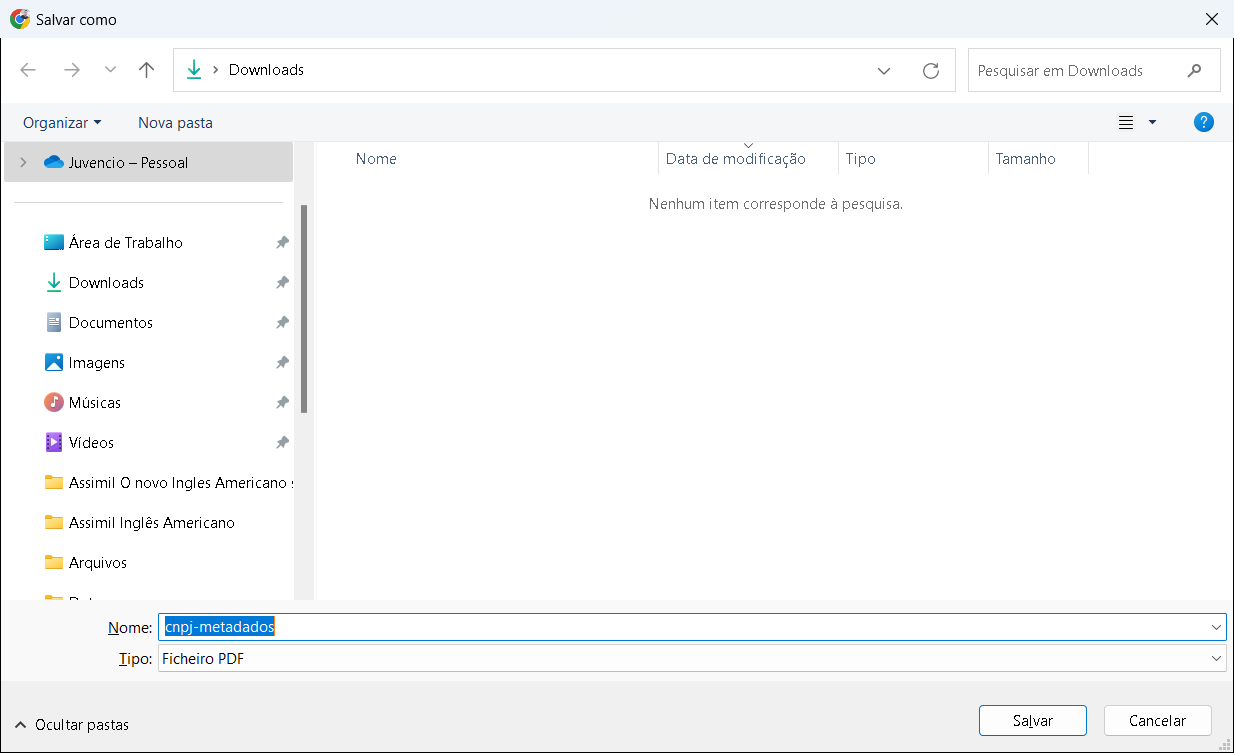 Salvar como
Downloads
Pesquisar em Downloads
Organizar
Nova pasta
?
Juvencio – Pessoal
Nome
Data de modificação
Tipo
Tamanho
Nenhum item corresponde à pesquisa.
Área de Trabalho
Downloads
Documentos
Imagens
Músicas
Vídeos
Assimil O novo Ingles Americano
Assimil Inglês Americano
Arquivos
Nome: cnpj-metadados
Tipo: Ficheiro PDF
Ocultar pastas
Salvar
Cancelar